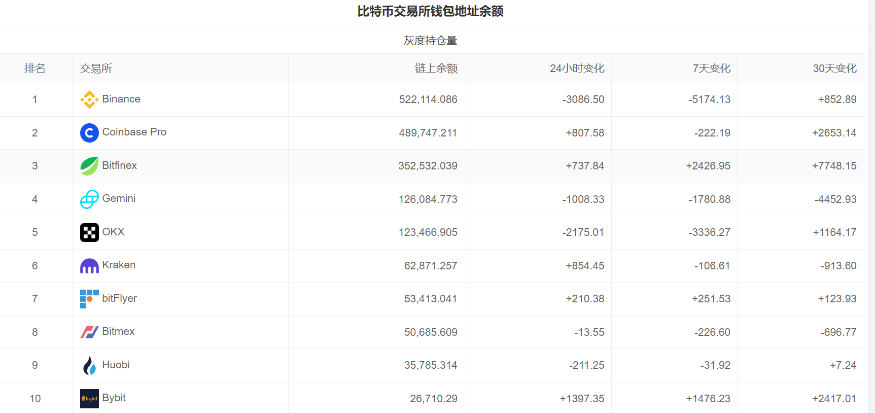 比特币交易所钱包地址余额
灰度持仓量
排名 交易所 链上余额 24小时变化 7天变化 30天变化
1 Binance 522,114.086 -3086.50 -5174.13 +852.89
2 Coinbase Pro 489,747.211 +807.58 -222.19 +2653.14
3 Bitfinex 352,532.039 +737.84 +2426.95 +7748.15
4 Gemini 126,084.773 -1008.33 -1780.88 -4452.93
5 OKX 123,466.905 -2175.01 -3336.27 +1164.17
6 Kraken 62,871.257 +854.45 -106.61 -913.60
7 bitFlyer 53,413.041 +210.38 +251.53 +123.93
8 Bitmex 50,685.609 -13.55 -226.60 -696.77
9 Huobi 35,785.314 -211.25 -31.92 +7.24
10 Bybit 26,710.29 +1397.35 +1476.23 +2417.01